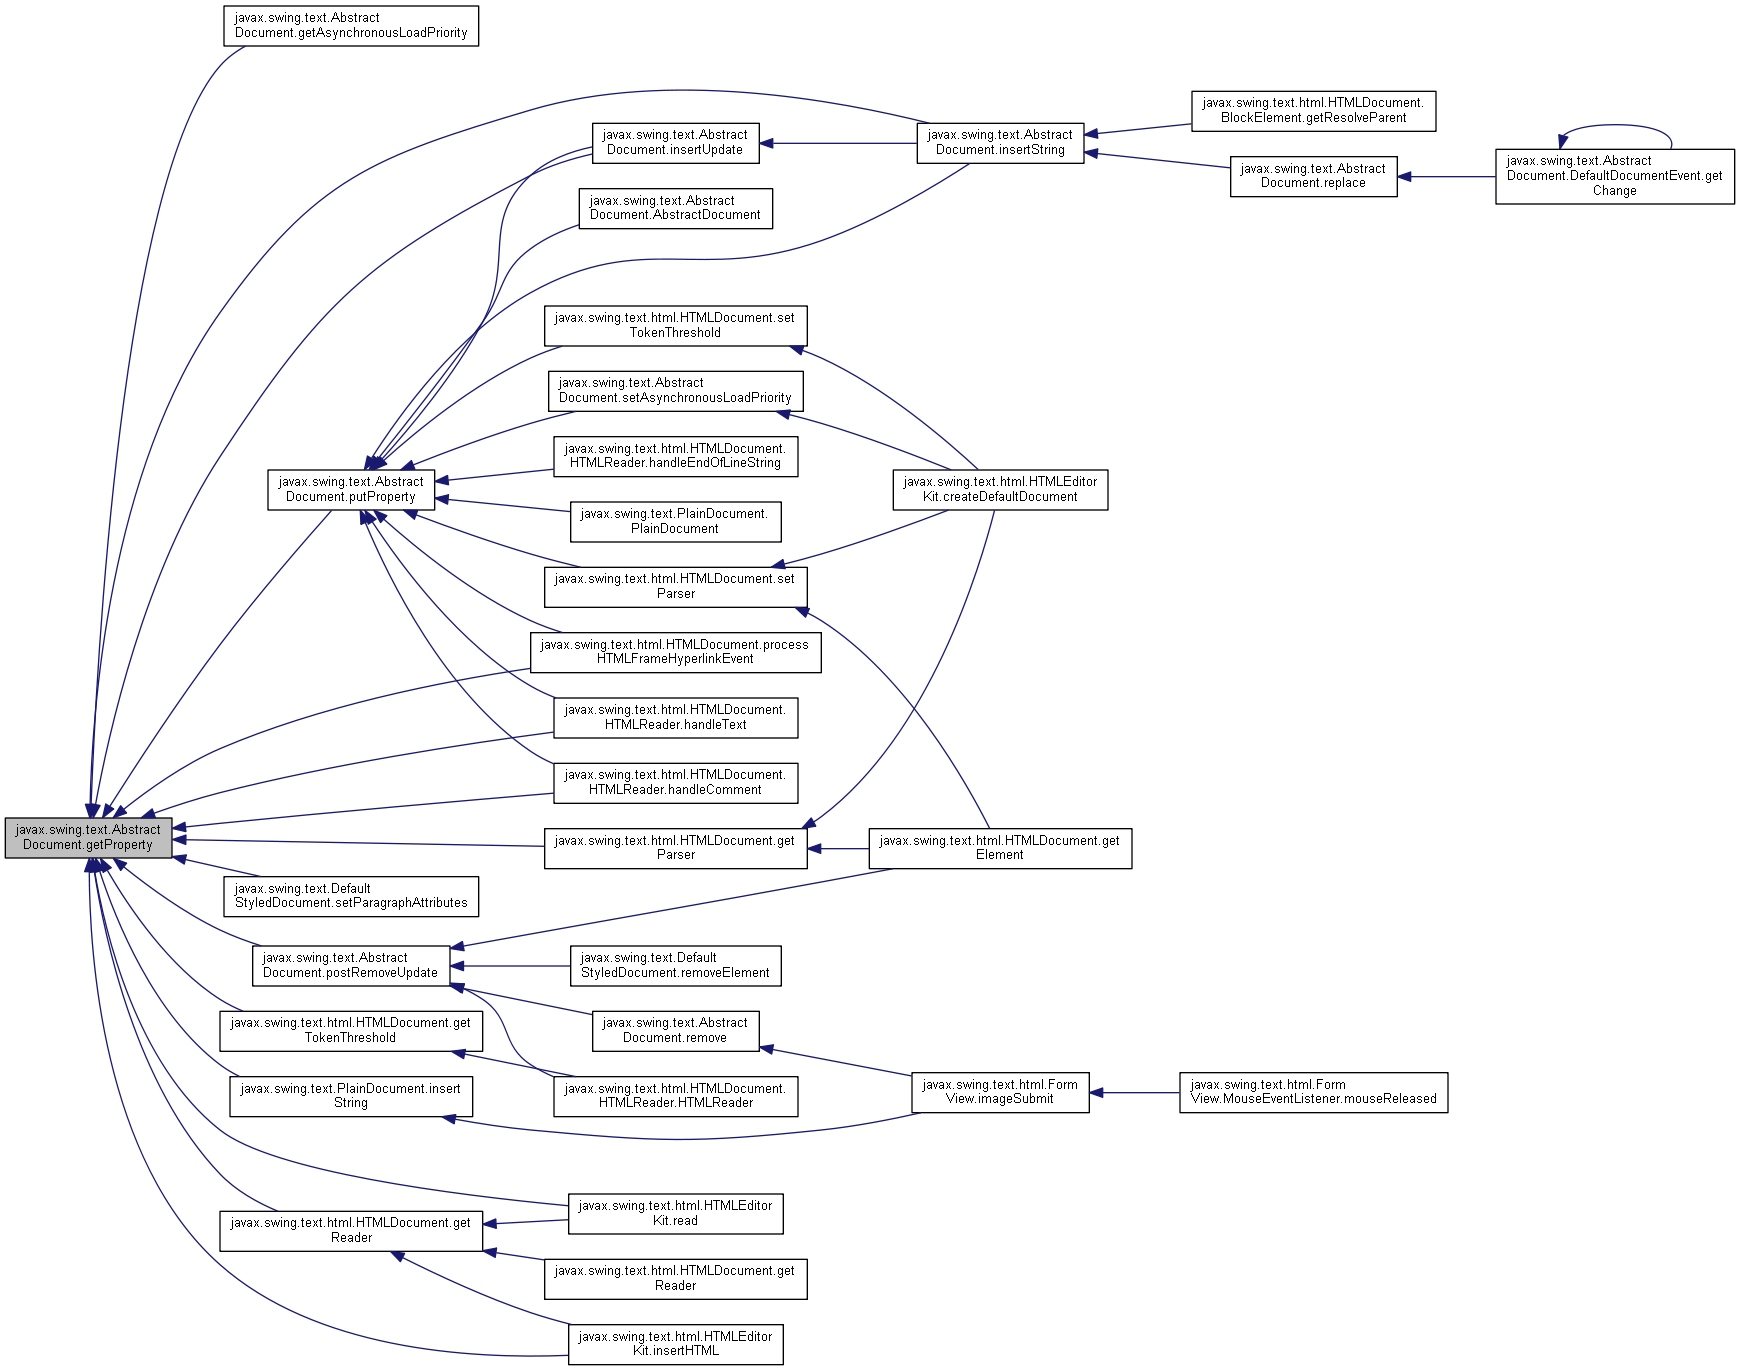 javax.swing.text.Abstract
Document.getAsynchronousLoadPriority
javax.swing.text.html.HTMLDocument.
BlockElement.getResolveParent
javax.swing.text.Abstract
Document.insertUpdate
javax.swing.text.Abstract
Document.insertString
javax.swing.text.Abstract
Document.replace
javax.swing.text.Abstract
Document.DefaultDocumentEvent.get
Change
javax.swing.text.Abstract
Document.AbstractDocument
javax.swing.text.html.HTMLDocument.set
TokenThreshold
javax.swing.text.Abstract
Document.setAsynchronousLoadPriority
javax.swing.text.html.HTMLDocument.
HTMLReader.handleEndOfLineString
javax.swing.text.Abstract
Document.putProperty
javax.swing.text.html.HTMLEditor
Kit.createDefaultDocument
javax.swing.text.PlainDocument.
PlainDocument
javax.swing.text.html.HTMLDocument.set
Parser
javax.swing.text.html.HTMLDocument.process
HTMLFrameHyperlinkEvent
javax.swing.text.html.HTMLDocument.
HTMLReader.handleText
javax.swing.text.html.HTMLDocument.
HTMLReader.handleComment
javax.swing.text.Abstract
Document.getProperty
javax.swing.text.html.HTMLDocument.get
Parser
javax.swing.text.html.HTMLDocument.get
Element
javax.swing.text.Default
StyledDocument.setParagraphAttributes
javax.swing.text.Abstract
Document.postRemoveUpdate
javax.swing.text.Default
StyledDocument.removeElement
javax.swing.text.html.HTMLDocument.get
TokenThreshold
javax.swing.text.Abstract
Document.remove
javax.swing.text.PlainDocument.insert
String
javax.swing.text.html.HTMLDocument.
HTMLReader.HTMLReader
javax.swing.text.html.Form
View.imageSubmit
javax.swing.text.html.Form
View.MouseEventListener.mouseReleased
javax.swing.text.html.HTMLEditor
Kit.read
javax.swing.text.html.HTMLDocument.get
Reader
javax.swing.text.html.HTMLDocument.get
Reader
javax.swing.text.html.HTMLEditor
Kit.insertHTML